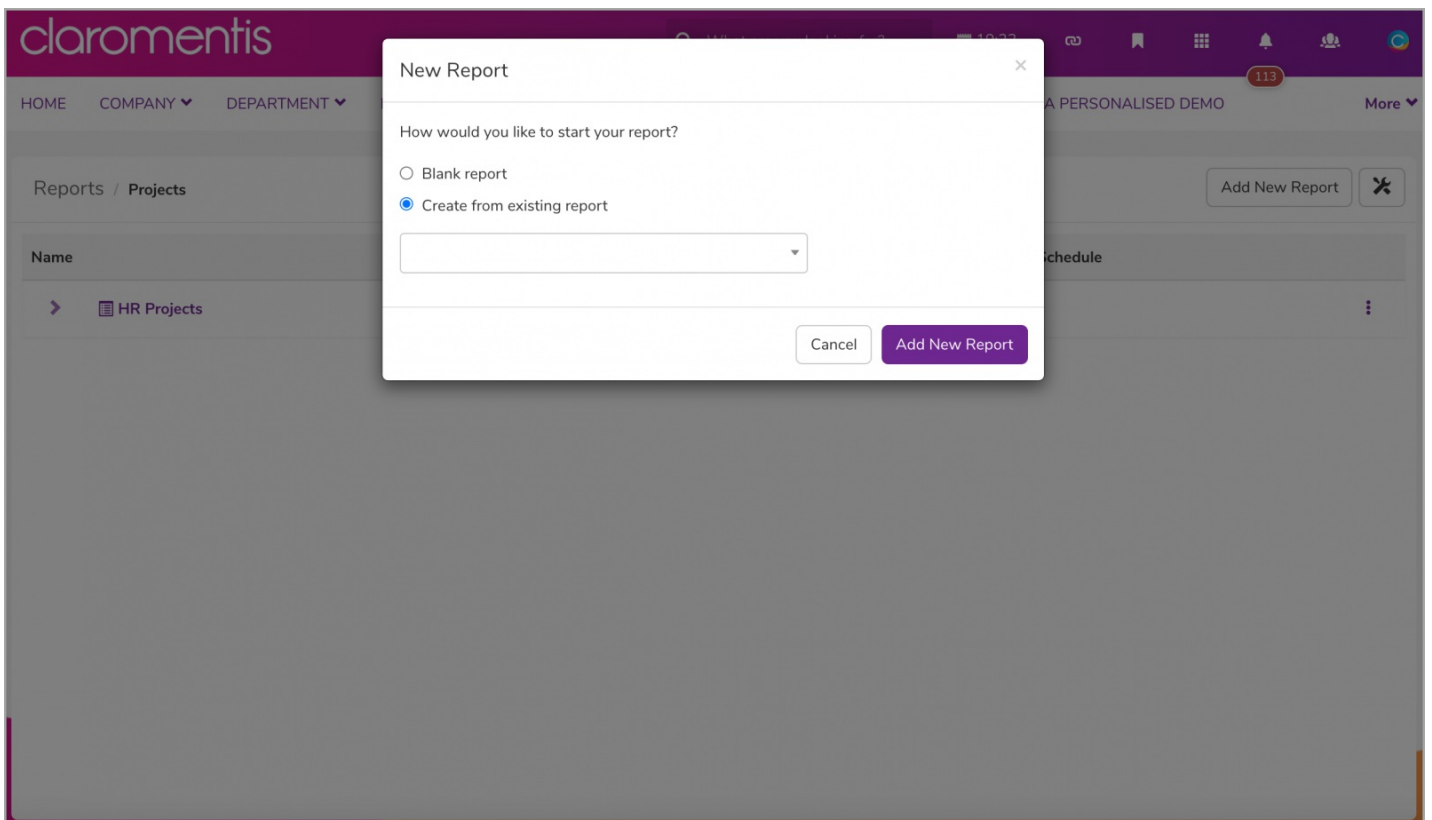 claromentis
113
HOME COMPANY DEPARTMENT A PERSONALISED DEMO More
New Report
×
How would you like to start your report?
Blank report
Create from existing report
Cancel Add New Report
Reports / Projects
Add New Report
Name Schedule
HR Projects